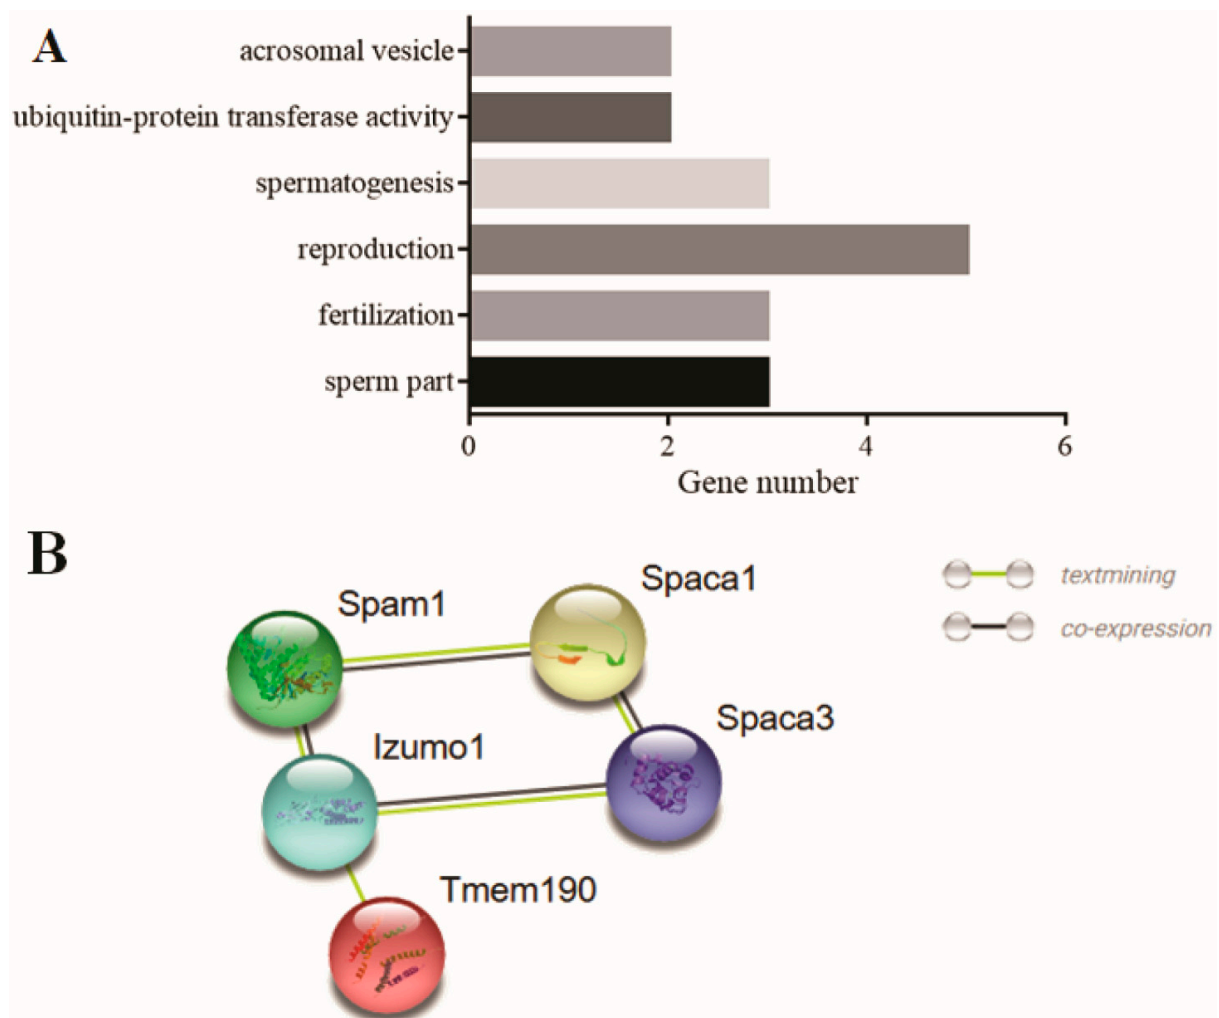 A
acrosomal vesicle
ubiquitin-protein transferase activity
spermatogenesis
reproduction
fertilization
sperm part
0 2 4 6
Gene number
B
Spam1
Spaca1
Izumo1
Spaca3
Tmem190
textmining
co-expression